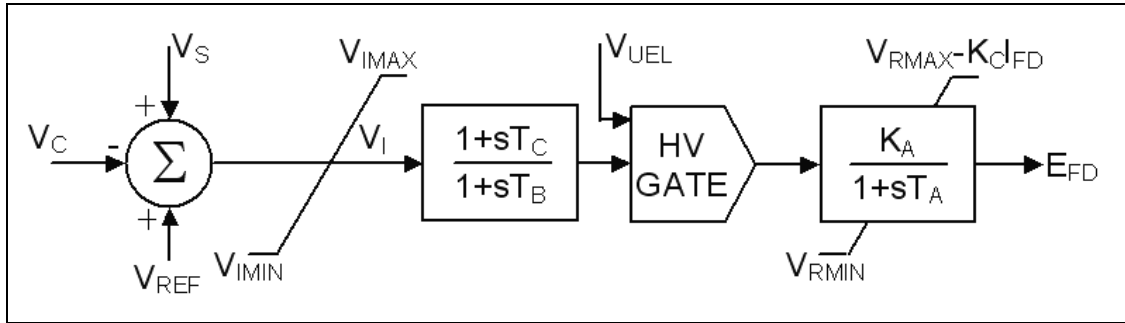 V_S
+
V_C
-
Σ
+
V_REF
V_IMAX
V_I
V_IMIN
1+sT_C
1+sT_B
V_UEL
HV
GATE
V_RMAX-K_CI_FD
K_A
1+sT_A
V_RMIN
E_FD